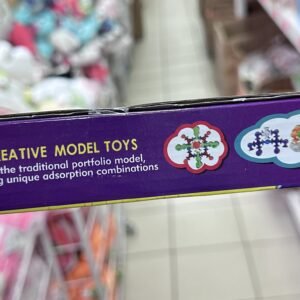 EATIVE MODEL TOYS
the traditional portfolio model,
g unique adsorption combinations